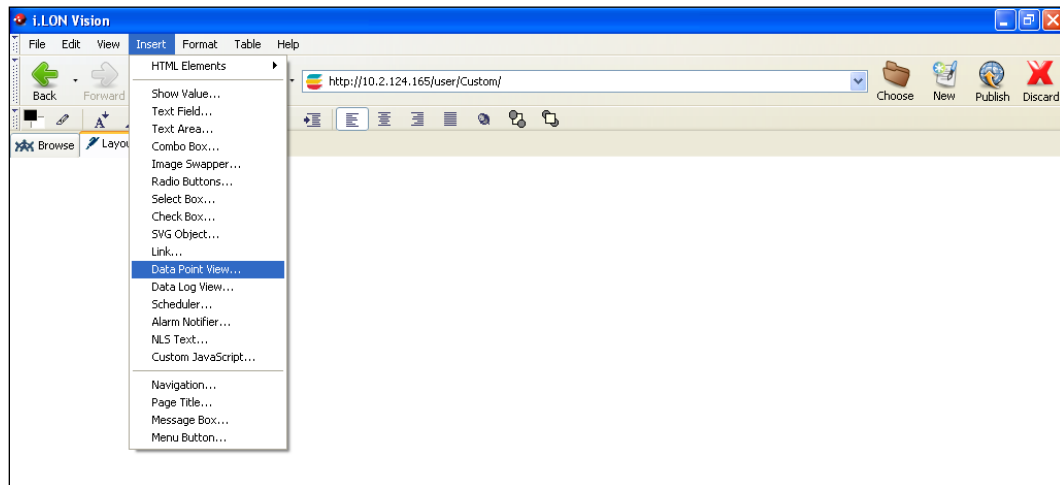 i.LON Vision
File Edit View Insert Format Table Help
Back Forward http://10.2.124.165/user/Custom/ Choose New Publish Discard
Browse
HTML Elements
Show Value...
Text Field...
Text Area...
Combo Box...
Image Swapper...
Radio Buttons...
Select Box...
Check Box...
SVG Object...
Link...
Data Point View...
Data Log View...
Scheduler...
Alarm Notifier...
NLS Text...
Custom JavaScript...
Navigation...
Page Title...
Message Box...
Menu Button...